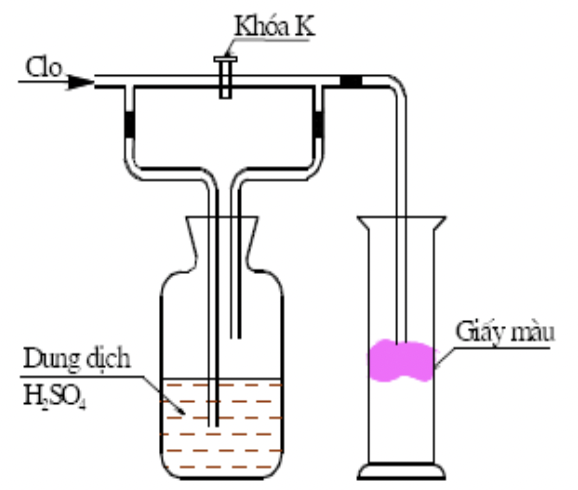 Khóa K
Clo
Giấy màu
Dung dịch
H₂SO₄